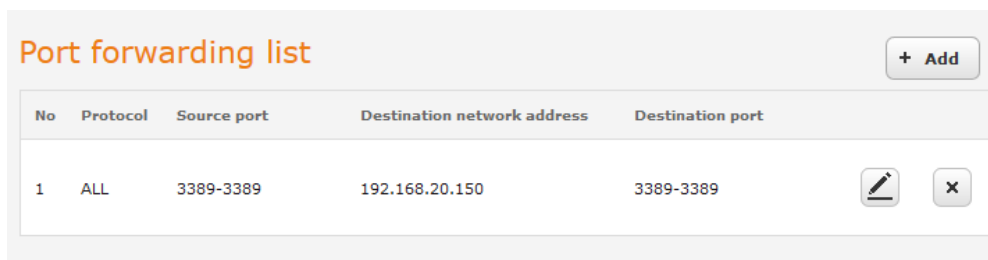 Port forwarding list
+ Add
No Protocol Source port Destination network address Destination port
1 ALL 3389-3389 192.168.20.150 3389-3389